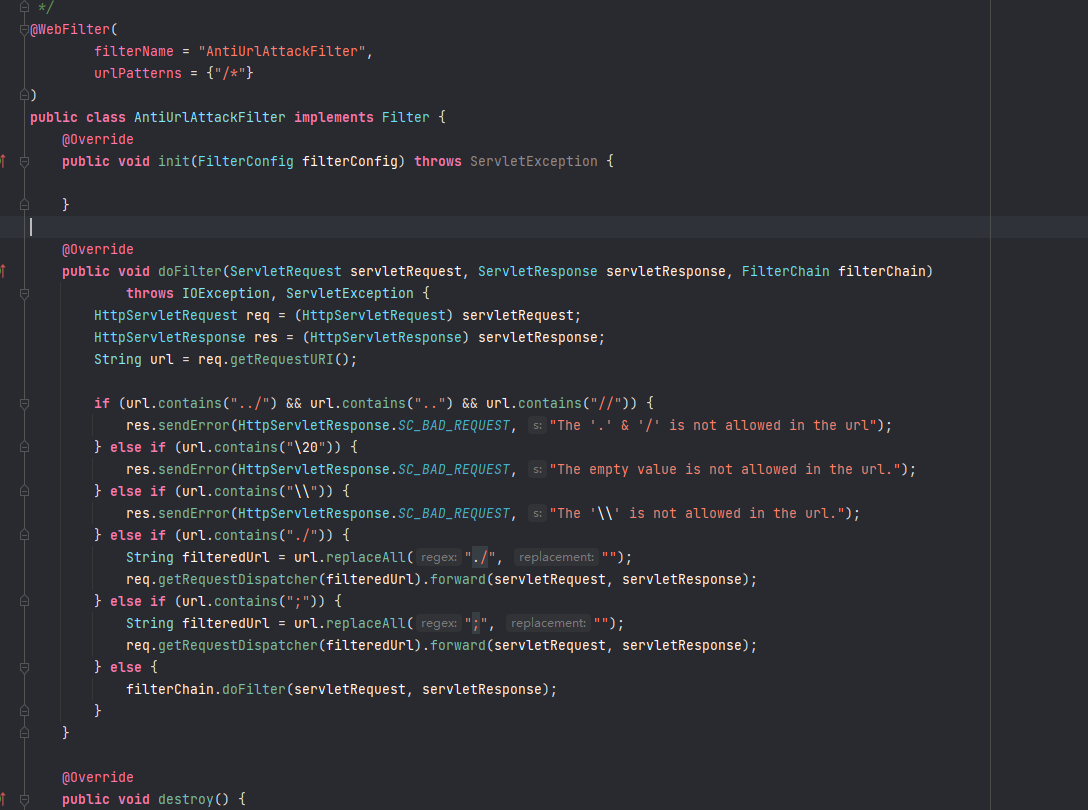 */
@WebFilter(
filterName = "AntiUrlAttackFilter",
urlPatterns = {"/*"}
)
public class AntiUrlAttackFilter implements Filter {
@Override
public void init(FilterConfig filterConfig) throws ServletException {
}
@Override
public void doFilter(ServletRequest servletRequest, ServletResponse servletResponse, FilterChain filterChain)
throws IOException, ServletException {
HttpServletRequest req = (HttpServletRequest) servletRequest;
HttpServletResponse res = (HttpServletResponse) servletResponse;
String url = req.getRequestURI();
if (url.contains("../") && url.contains("..") && url.contains("//")) {
res.sendError(HttpServletResponse.SC_BAD_REQUEST, s: "The '.' & '/' is not allowed in the url");
} else if (url.contains("\20")) {
res.sendError(HttpServletResponse.SC_BAD_REQUEST, s: "The empty value is not allowed in the url.");
} else if (url.contains("\\")) {
res.sendError(HttpServletResponse.SC_BAD_REQUEST, s: "The '\\' is not allowed in the url.");
} else if (url.contains("./")) {
String filteredUrl = url.replaceAll( regex: "./", replacement: "");
req.getRequestDispatcher(filteredUrl).forward(servletRequest, servletResponse);
} else if (url.contains(";")) {
String filteredUrl = url.replaceAll( regex: ";", replacement: "");
req.getRequestDispatcher(filteredUrl).forward(servletRequest, servletResponse);
} else {
filterChain.doFilter(servletRequest, servletResponse);
}
}
@Override
public void destroy() {